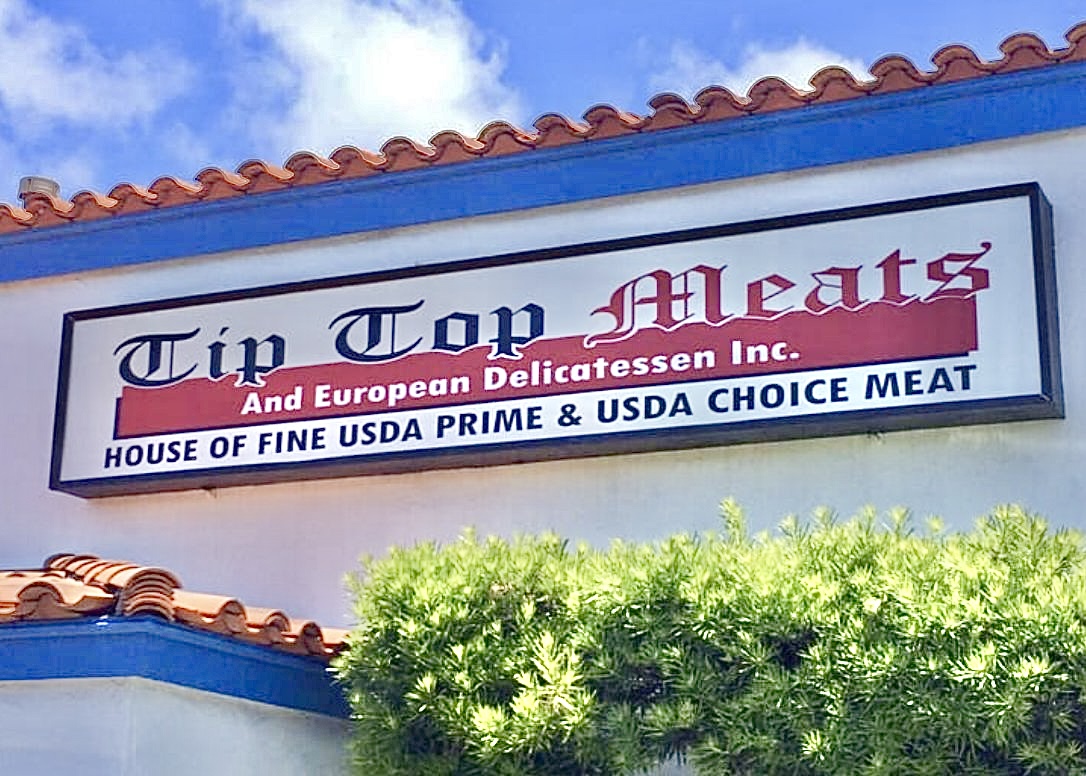 Tip Top Meats
And European Delicatessen Inc.
HOUSE OF FINE USDA PRIME & USDA CHOICE MEAT